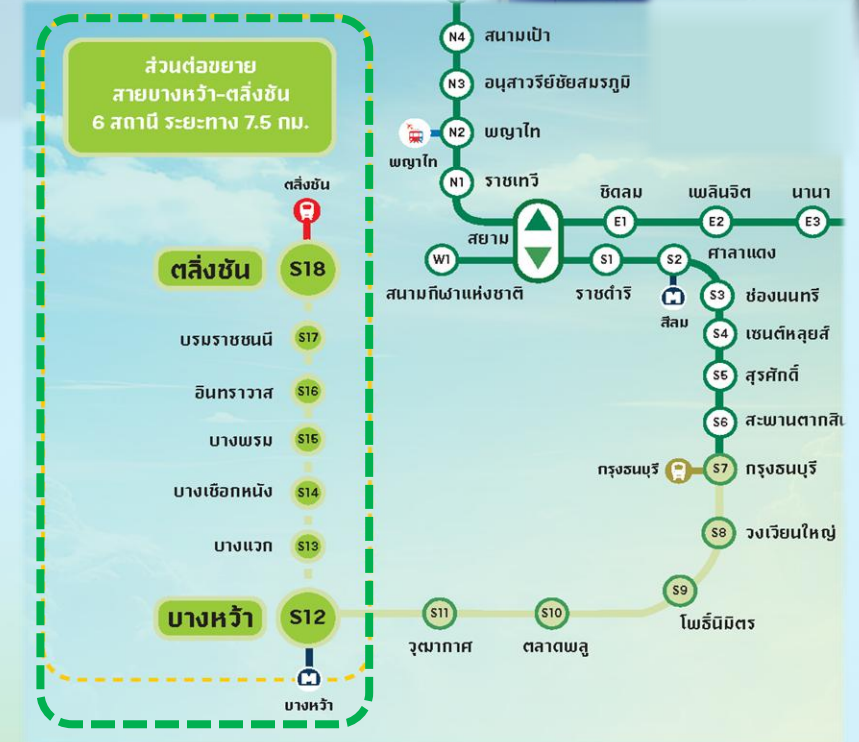 ส่วนต่อขยาย
สายบางหว้า-ตลิ่งชัน
6 สถานี ระยะทาง 7.5 กม.
ตลิ่งชัน
ตลิ่งชัน S18
บรมราชชนนี S17
อินทราวาส S16
บางพรม S15
บางเชือกหนัง S14
บางแวก S13
บางหว้า S12
บางหว้า
N4 สนามเป้า
N3 อนุสาวรีย์ชัยสมรภูมิ
N2 พญาไท
พญาไท
N1 ราชเทวี
สยาม
ชิดลม E1
เพลินจิต E2
นานา E3
W1 สนามกีฬาแห่งชาติ
S1 ราชดำริ
S2 ศาลาแดง
สีลม
S3 ช่องนนทรี
S4 เซนต์หลุยส์
S5 สุรศักดิ์
S6 สะพานตากสิน
กรุงธนบุรี
S7 กรุงธนบุรี
S8 วงเวียนใหญ่
S9 โพธิ์นิมิตร
S10 ตลาดพลู
S11 วุฒากาศ